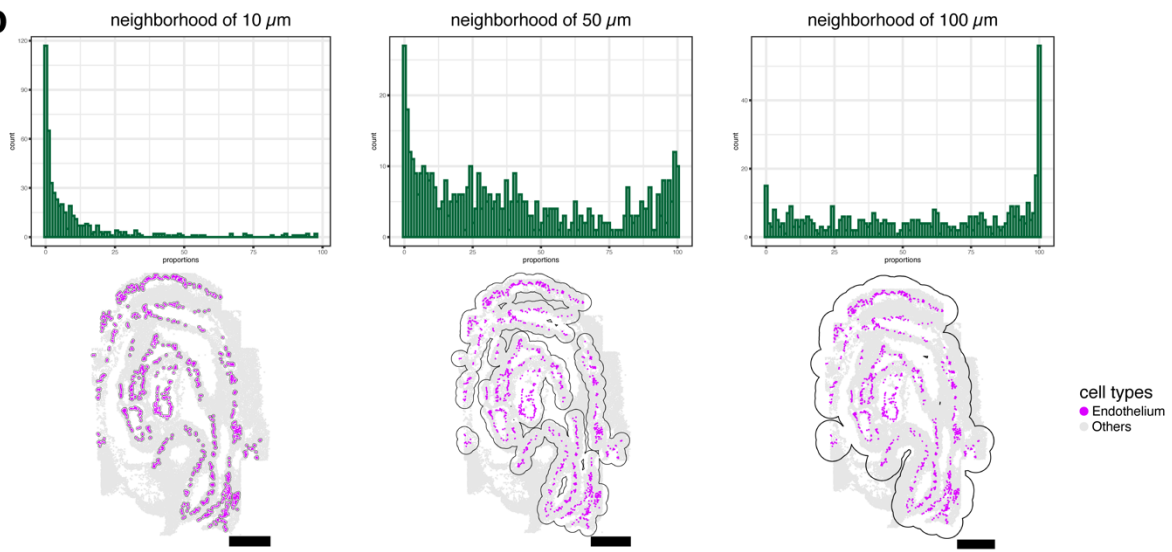 neighborhood of 10 µm
neighborhood of 50 µm
neighborhood of 100 µm
120
90
60
30
0
count
0
25
50
75
100
proportions
20
10
0
count
0
25
50
75
100
proportions
40
20
0
count
0
25
50
75
100
proportions
cell types
Endothelium
Others